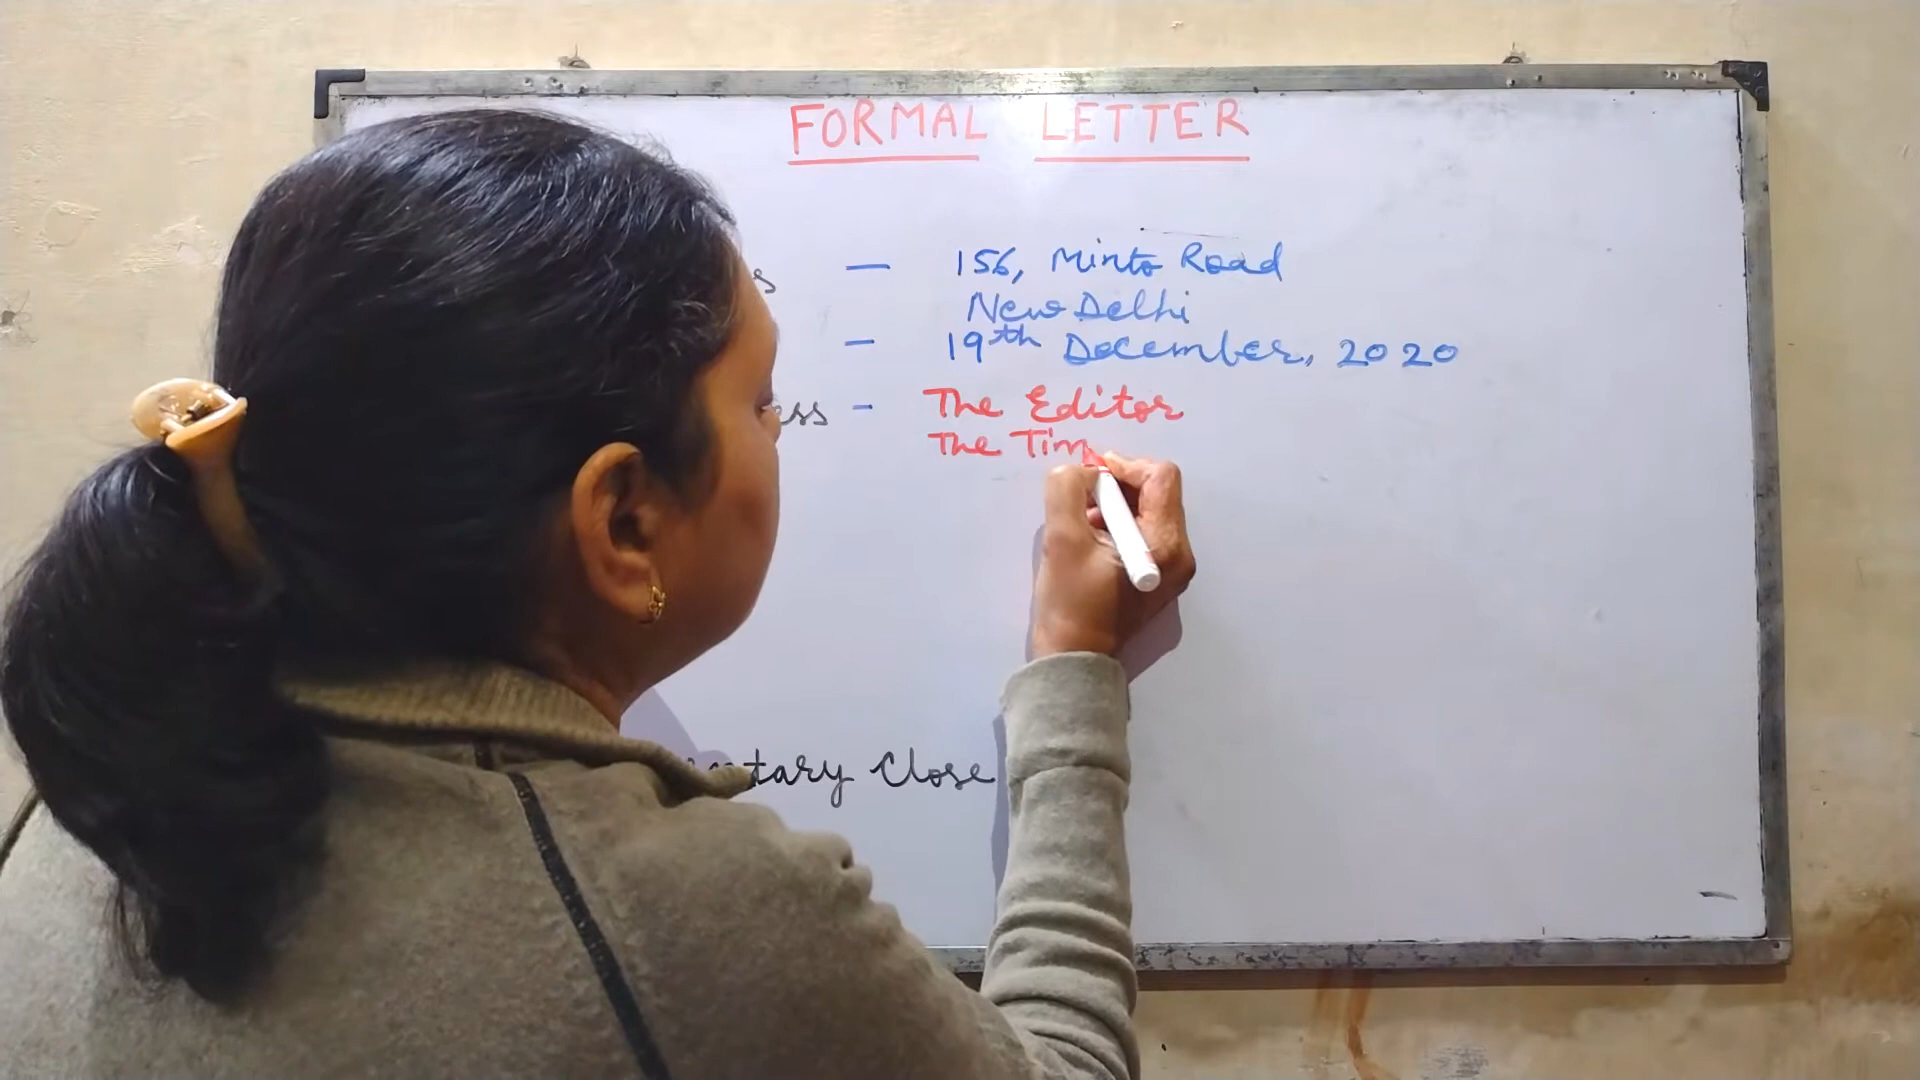 FORMAL LETTER
— 156, Minto Road
New Delhi
— 19th December, 2020
- The Editor
The Tim
Close